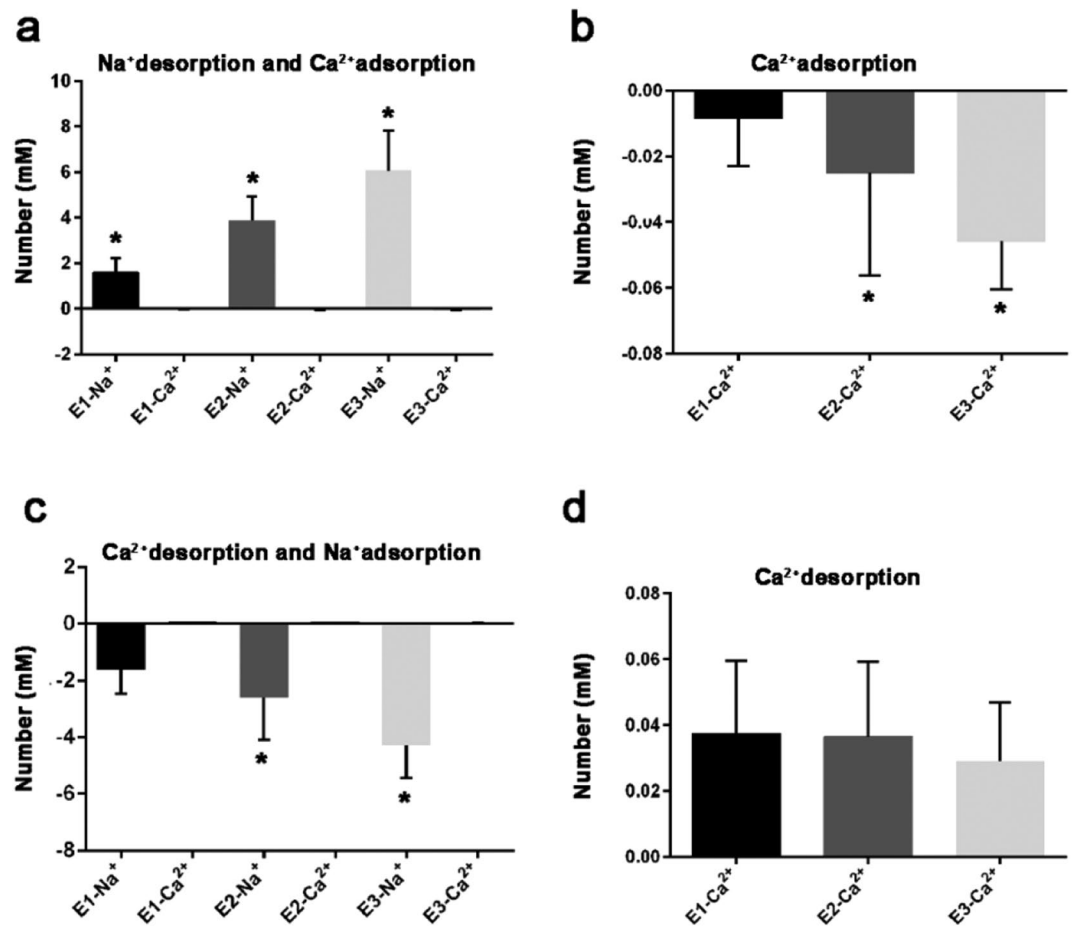 a
Na⁺desorption and Ca²⁺adsorption
Number (mM)
10
8
6
4
2
0
-2
*
*
*
E1-Na⁺
E1-Ca²⁺
E2-Na⁺
E2-Ca²⁺
E3-Na⁺
E3-Ca²⁺
b
Ca²⁺adsorption
Number (mM)
0.00
-0.02
-0.04
-0.06
-0.08
*
*
E1-Ca²⁺
E2-Ca²⁺
E3-Ca²⁺
c
Ca²⁺desorption and Na⁺adsorption
Number (mM)
2
0
-2
-4
-6
-8
*
*
E1-Na⁺
E1-Ca²⁺
E2-Na⁺
E2-Ca²⁺
E3-Na⁺
E3-Ca²⁺
d
Ca²⁺desorption
Number (mM)
0.08
0.06
0.04
0.02
0.00
E1-Ca²⁺
E2-Ca²⁺
E3-Ca²⁺